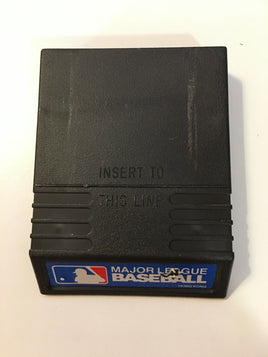 INSERT TO
THIS LINE
MAJOR LEAGUE
BASEBALL